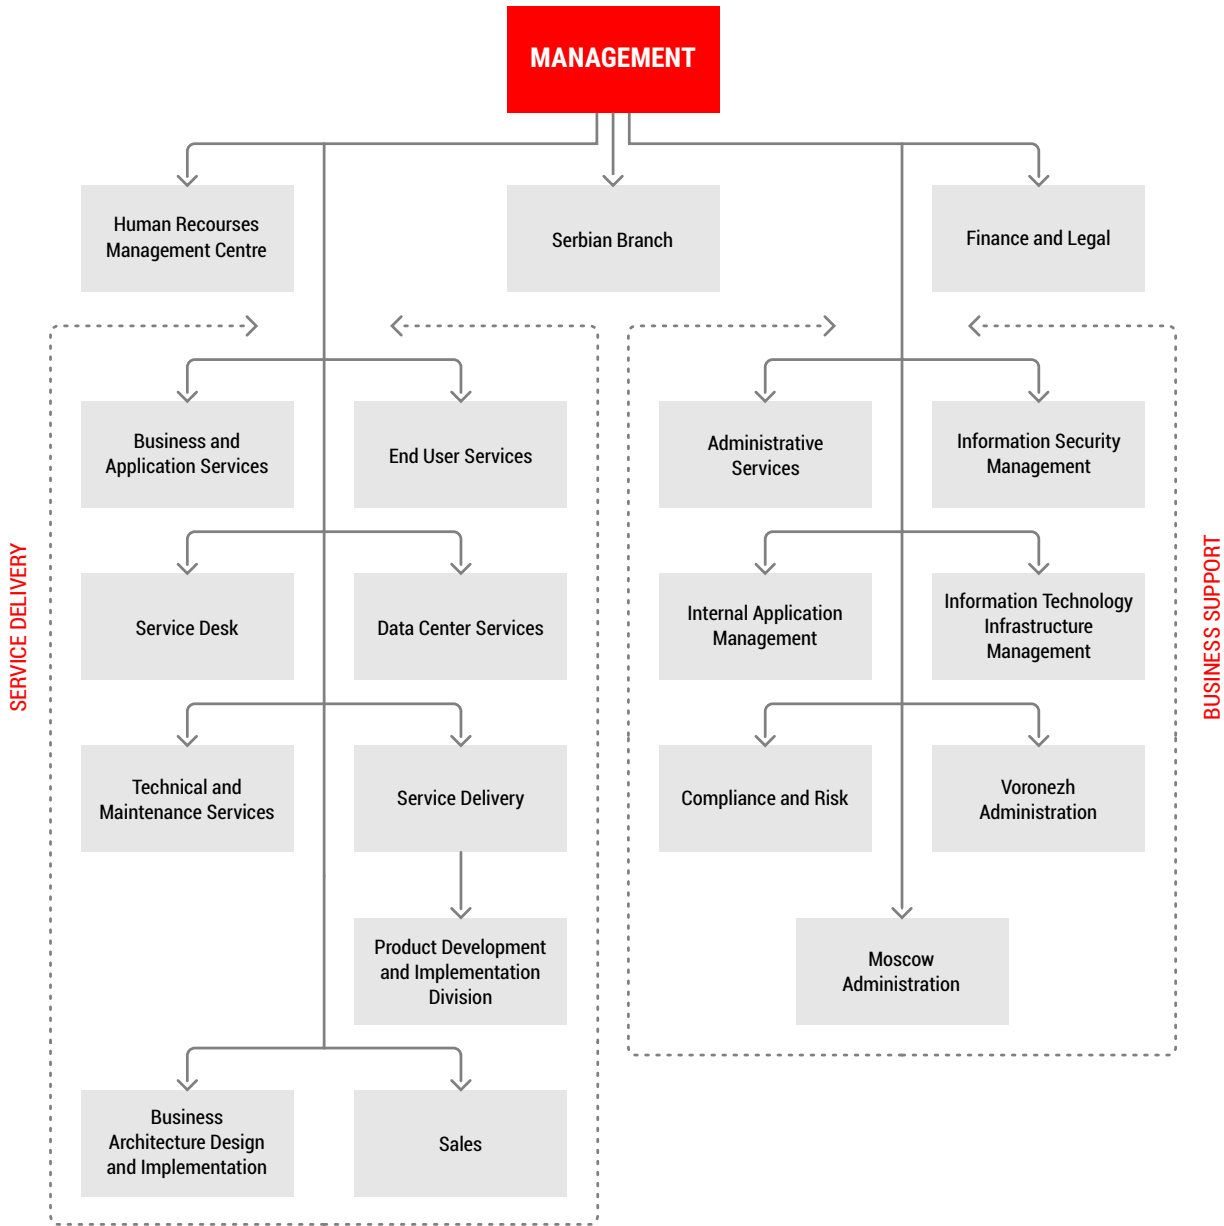 MANAGEMENT
Human Recourses
Management Centre
Serbian Branch
Finance and Legal
SERVICE DELIVERY
Business and
Application Services
End User Services
Service Desk
Data Center Services
Technical and
Maintenance Services
Service Delivery
Product Development
and Implementation
Division
Business
Architecture Design
and Implementation
Sales
BUSINESS SUPPORT
Administrative
Services
Information Security
Management
Internal Application
Management
Information Technology
Infrastructure
Management
Compliance and Risk
Voronezh
Administration
Moscow
Administration